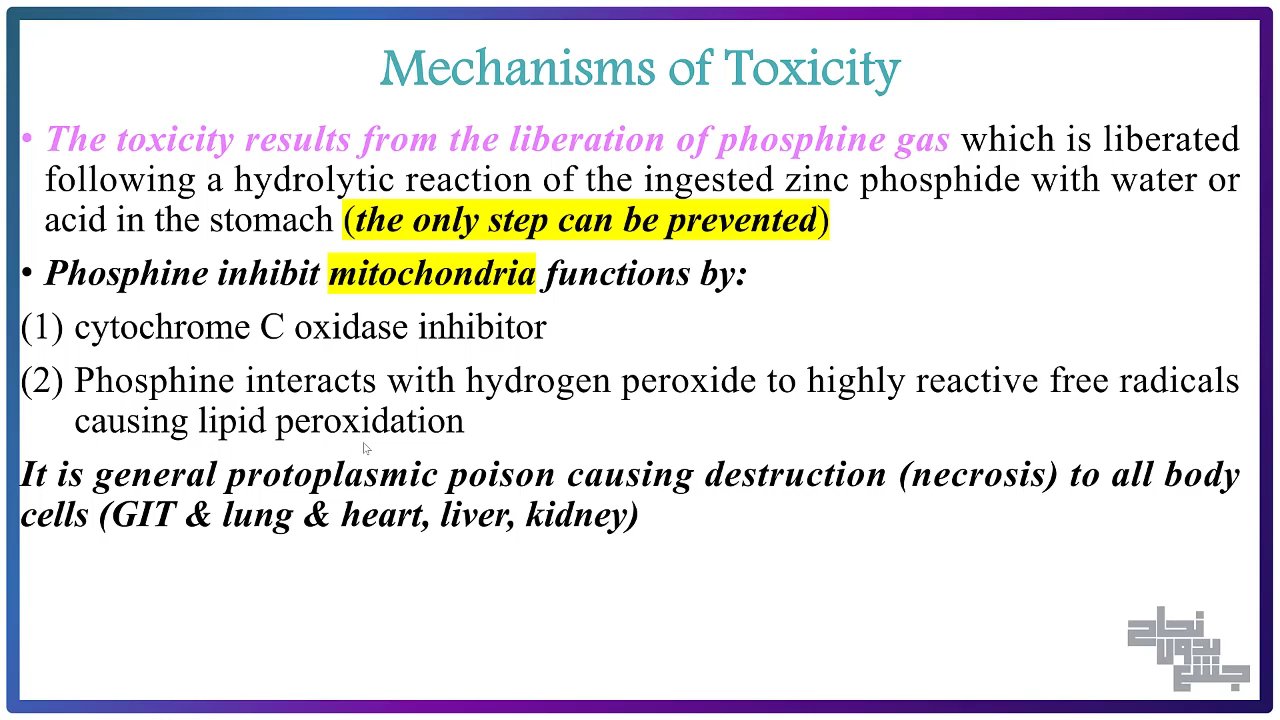 Mechanisms of Toxicity
• The toxicity results from the liberation of phosphine gas which is liberated
following a hydrolytic reaction of the ingested zinc phosphide with water or
acid in the stomach (the only step can be prevented)
• Phosphine inhibit mitochondria functions by:
(1) cytochrome C oxidase inhibitor
(2) Phosphine interacts with hydrogen peroxide to highly reactive free radicals
causing lipid peroxidation
It is general protoplasmic poison causing destruction (necrosis) to all body
cells (GIT & lung & heart, liver, kidney)
نجاح
بدون
جشع